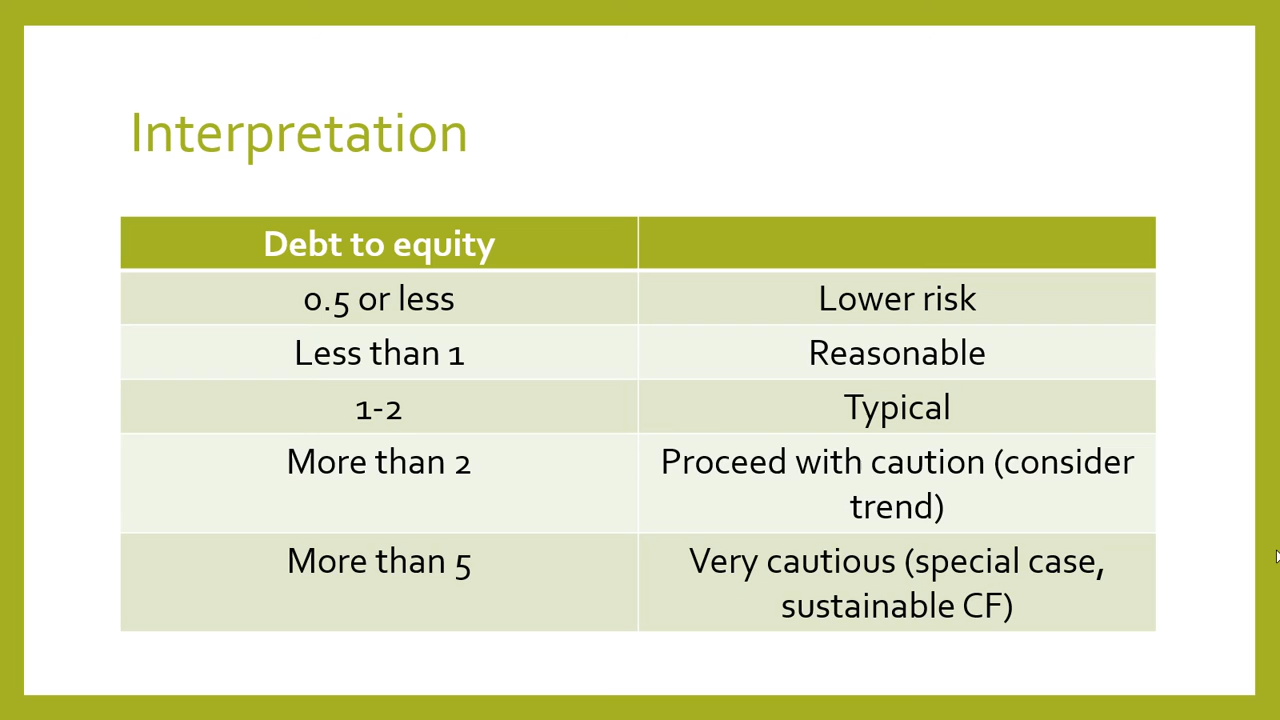 Interpretation
Debt to equity
0.5 or less
Lower risk
Less than 1
Reasonable
1-2
Typical
More than 2
Proceed with caution (consider
trend)
More than 5
Very cautious (special case,
sustainable CF)